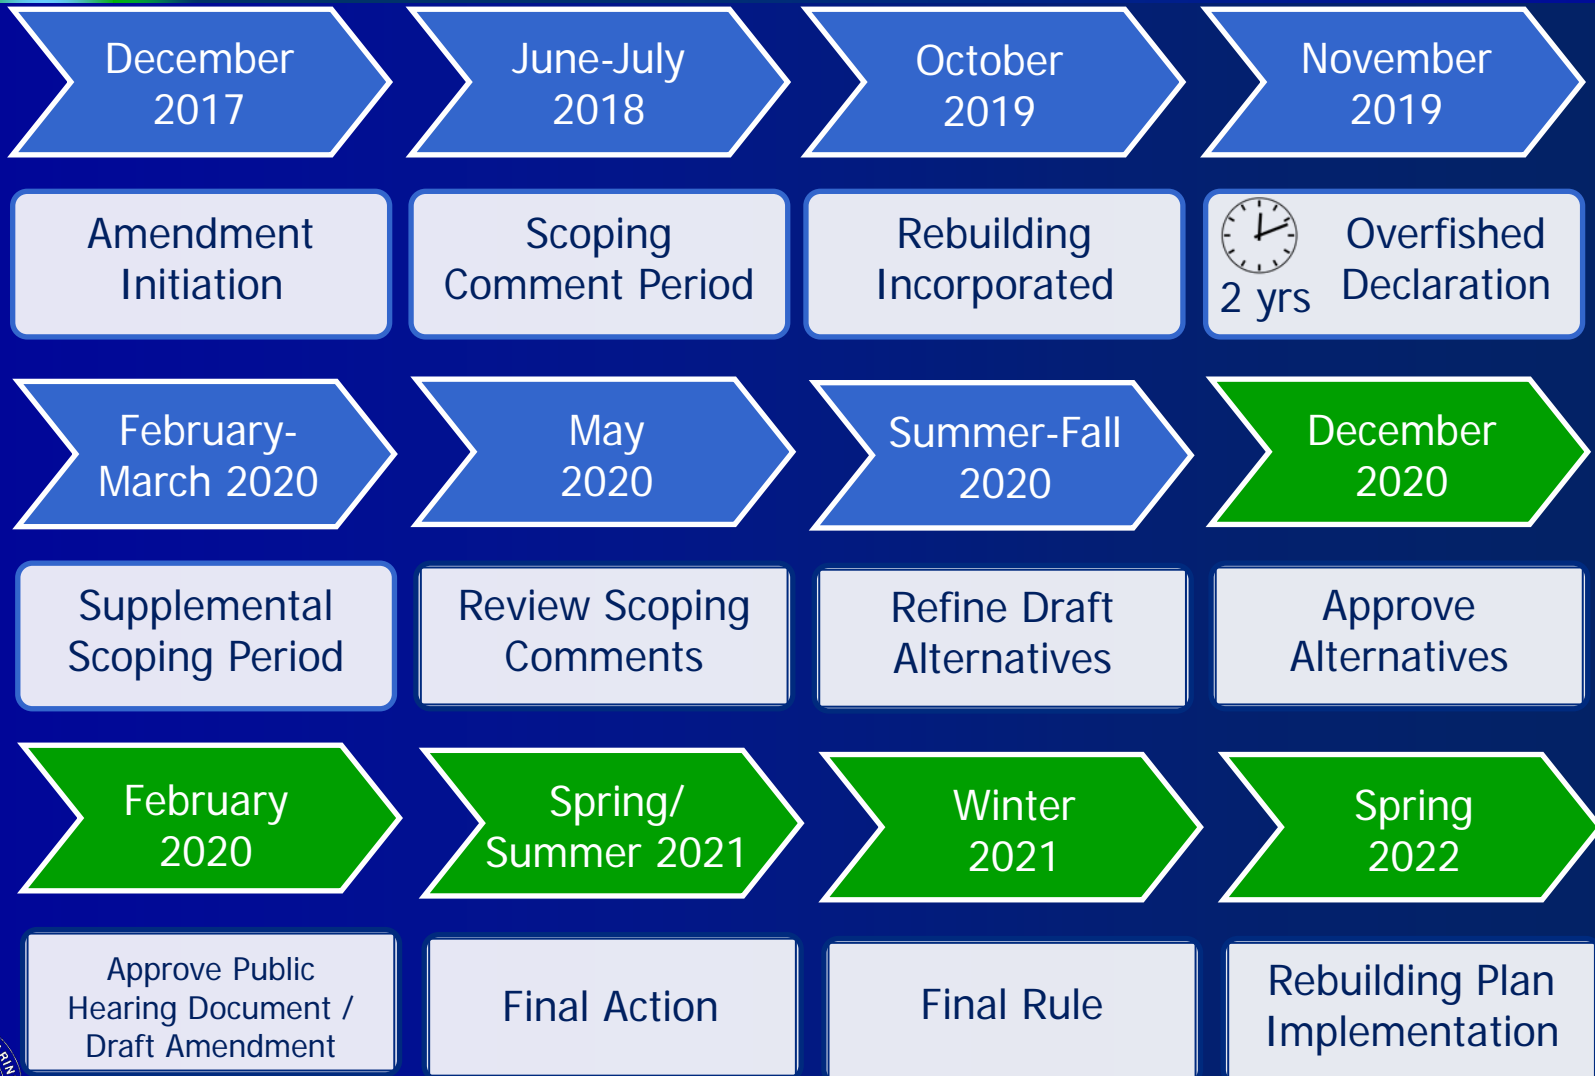 December
2017
June-July
2018
October
2019
November
2019
Amendment
Initiation
Scoping
Comment Period
Rebuilding
Incorporated
2 yrs
Overfished
Declaration
February-
March 2020
May
2020
Summer-Fall
2020
December
2020
Supplemental
Scoping Period
Review Scoping
Comments
Refine Draft
Alternatives
Approve
Alternatives
February
2020
Spring/
Summer 2021
Winter
2021
Spring
2022
Approve Public
Hearing Document /
Draft Amendment
Final Action
Final Rule
Rebuilding Plan
Implementation